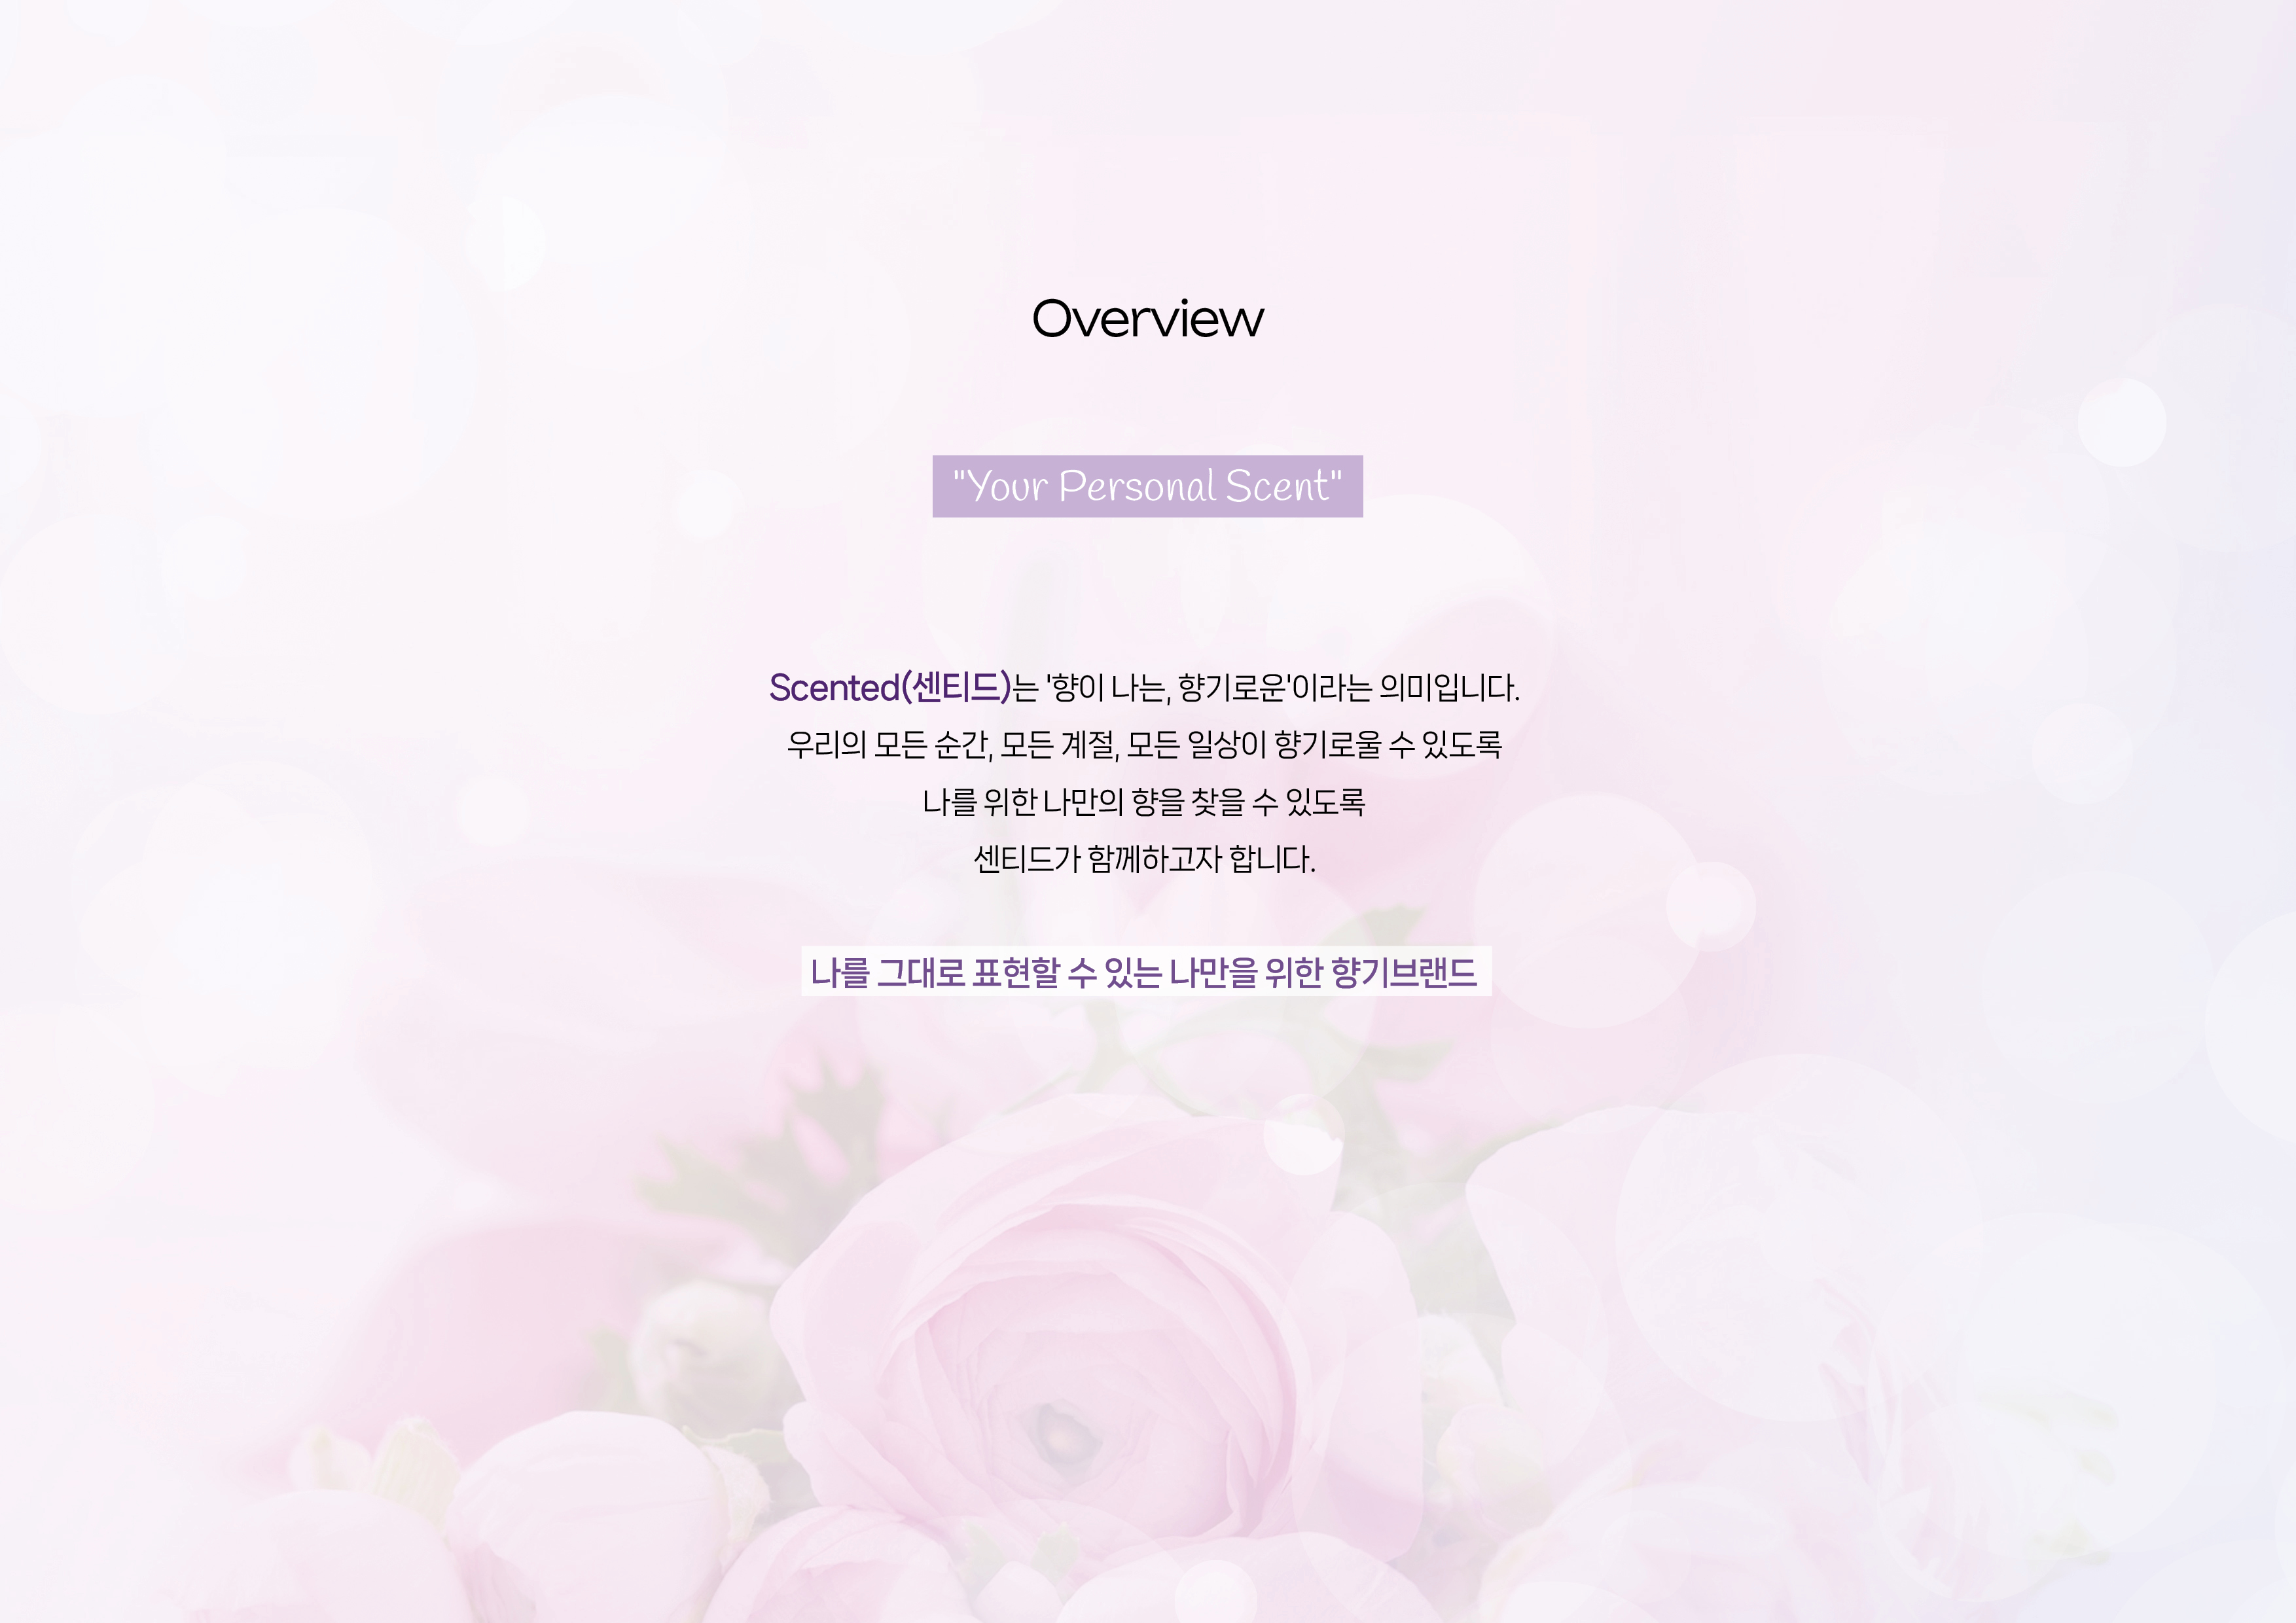 Overview
"Your Personal Scent"
Scented(센티드)는 '향이 나는, 향기로운'이라는 의미입니다.
우리의 모든 순간, 모든 계절, 모든 일상이 향기로울 수 있도록
나를 위한 나만의 향을 찾을 수 있도록
센티드가 함께하고자 합니다.
나를 그대로 표현할 수 있는 나만을 위한 향기브랜드